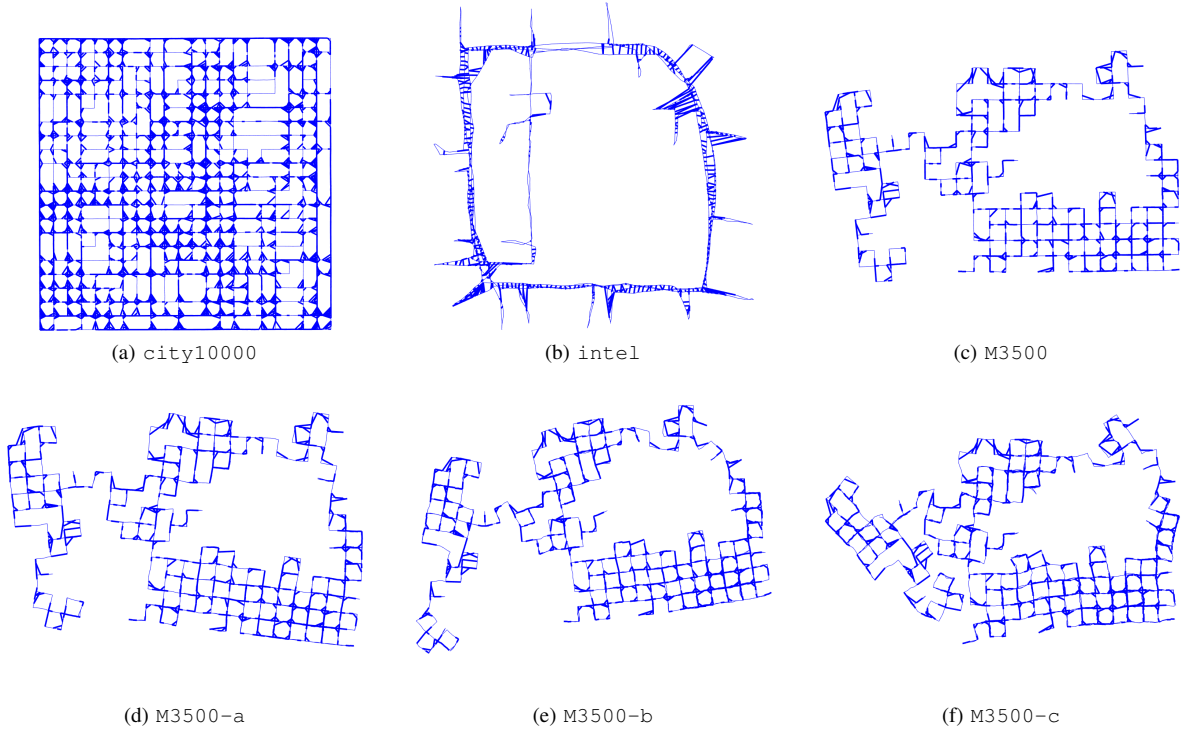 (a) city10000
(b) intel
(c) M3500
(d) M3500-a
(e) M3500-b
(f) M3500-c